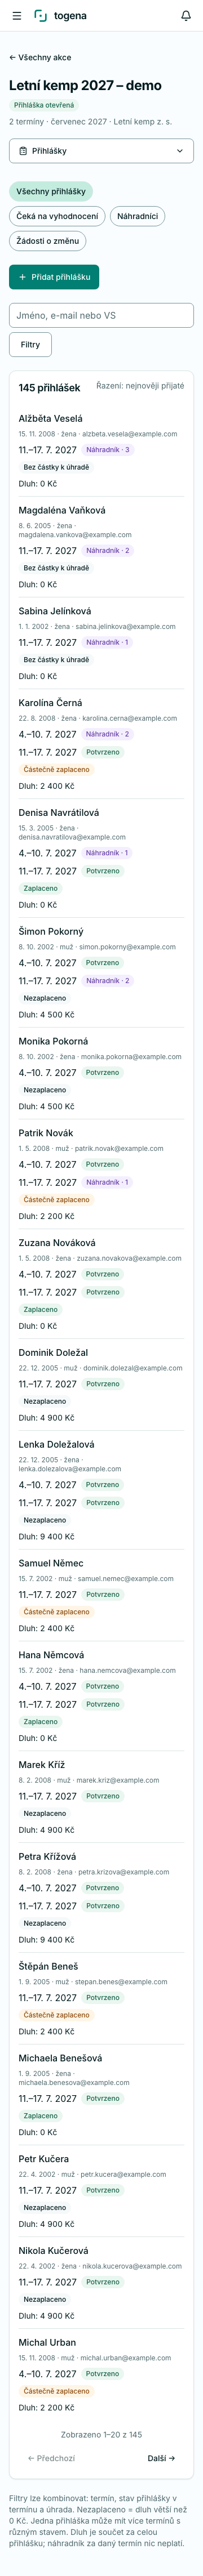 togena
← Všechny akce
Letní kemp 2027 – demo
Přihláška otevřená
2 termíny · červenec 2027 · Letní kemp z. s.
Přihlášky
Všechny přihlášky
Čeká na vyhodnocení
Náhradníci
Žádosti o změnu
+ Přidat přihlášku
Jméno, e-mail nebo VS
Filtry
145 přihlášek
Řazení: nejnověji přijaté
Alžběta Veselá
15. 11. 2008 · žena · alzbeta.vesela@example.com
11.–17. 7. 2027 Náhradník · 3
Bez částky k úhradě
Dluh: 0 Kč
Magdaléna Vaňková
8. 6. 2005 · žena ·
magdalena.vankova@example.com
11.–17. 7. 2027 Náhradník · 2
Bez částky k úhradě
Dluh: 0 Kč
Sabina Jelínková
1. 1. 2002 · žena · sabina.jelinkova@example.com
11.–17. 7. 2027 Náhradník · 1
Bez částky k úhradě
Dluh: 0 Kč
Karolína Černá
22. 8. 2008 · žena · karolina.cerna@example.com
4.–10. 7. 2027 Náhradník · 2
11.–17. 7. 2027 Potvrzeno
Částečně zaplaceno
Dluh: 2 400 Kč
Denisa Navrátilová
15. 3. 2005 · žena ·
denisa.navratilova@example.com
4.–10. 7. 2027 Náhradník · 1
11.–17. 7. 2027 Potvrzeno
Zaplaceno
Dluh: 0 Kč
Šimon Pokorný
8. 10. 2002 · muž · simon.pokorny@example.com
4.–10. 7. 2027 Potvrzeno
11.–17. 7. 2027 Náhradník · 2
Nezaplaceno
Dluh: 4 500 Kč
Monika Pokorná
8. 10. 2002 · žena · monika.pokorna@example.com
4.–10. 7. 2027 Potvrzeno
Nezaplaceno
Dluh: 4 500 Kč
Patrik Novák
1. 5. 2008 · muž · patrik.novak@example.com
4.–10. 7. 2027 Potvrzeno
11.–17. 7. 2027 Náhradník · 1
Částečně zaplaceno
Dluh: 2 200 Kč
Zuzana Nováková
1. 5. 2008 · žena · zuzana.novakova@example.com
4.–10. 7. 2027 Potvrzeno
11.–17. 7. 2027 Potvrzeno
Zaplaceno
Dluh: 0 Kč
Dominik Doležal
22. 12. 2005 · muž · dominik.dolezal@example.com
11.–17. 7. 2027 Potvrzeno
Nezaplaceno
Dluh: 4 900 Kč
Lenka Doležalová
22. 12. 2005 · žena ·
lenka.dolezalova@example.com
4.–10. 7. 2027 Potvrzeno
11.–17. 7. 2027 Potvrzeno
Nezaplaceno
Dluh: 9 400 Kč
Samuel Němec
15. 7. 2002 · muž · samuel.nemec@example.com
11.–17. 7. 2027 Potvrzeno
Částečně zaplaceno
Dluh: 2 400 Kč
Hana Němcová
15. 7. 2002 · žena · hana.nemcova@example.com
4.–10. 7. 2027 Potvrzeno
11.–17. 7. 2027 Potvrzeno
Zaplaceno
Dluh: 0 Kč
Marek Kříž
8. 2. 2008 · muž · marek.kriz@example.com
11.–17. 7. 2027 Potvrzeno
Nezaplaceno
Dluh: 4 900 Kč
Petra Křížová
8. 2. 2008 · žena · petra.krizova@example.com
4.–10. 7. 2027 Potvrzeno
11.–17. 7. 2027 Potvrzeno
Nezaplaceno
Dluh: 9 400 Kč
Štěpán Beneš
1. 9. 2005 · muž · stepan.benes@example.com
11.–17. 7. 2027 Potvrzeno
Částečně zaplaceno
Dluh: 2 400 Kč
Michaela Benešová
1. 9. 2005 · žena ·
michaela.benesova@example.com
11.–17. 7. 2027 Potvrzeno
Zaplaceno
Dluh: 0 Kč
Petr Kučera
22. 4. 2002 · muž · petr.kucera@example.com
11.–17. 7. 2027 Potvrzeno
Nezaplaceno
Dluh: 4 900 Kč
Nikola Kučerová
22. 4. 2002 · žena · nikola.kucerova@example.com
11.–17. 7. 2027 Potvrzeno
Nezaplaceno
Dluh: 4 900 Kč
Michal Urban
15. 11. 2008 · muž · michal.urban@example.com
4.–10. 7. 2027 Potvrzeno
Částečně zaplaceno
Dluh: 2 200 Kč
Zobrazeno 1–20 z 145
← Předchozí
Další →
Filtry lze kombinovat: termín, stav přihlášky v
termínu a úhrada. Nezaplaceno = dluh větší než
0 Kč. Jedna přihláška může mít více termínů s
různým stavem. Dluh je součet za celou
přihlášku; náhradník za daný termín nic neplatí.